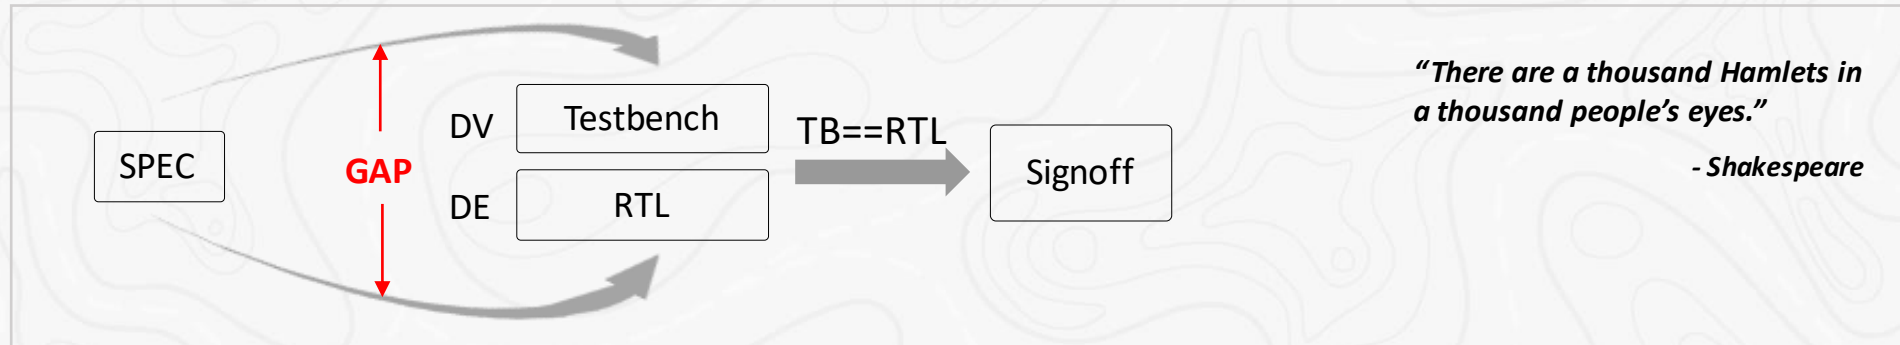 SPEC
GAP
DV
Testbench
DE
RTL
TB==RTL
Signoff
“There are a thousand Hamlets in
a thousand people’s eyes.”
- Shakespeare